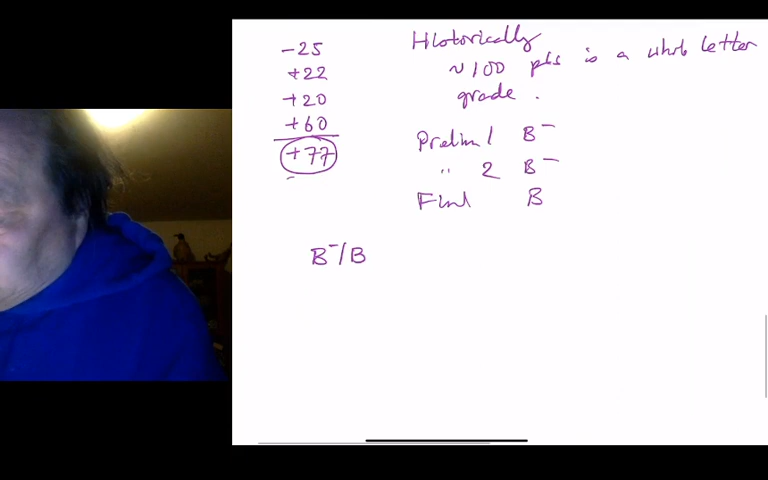 -25
+22
+20
+60
+77
Historically
~100 pts is a whole letter
grade.
Prelim 1 B-
" 2 B-
Final B
B-/B